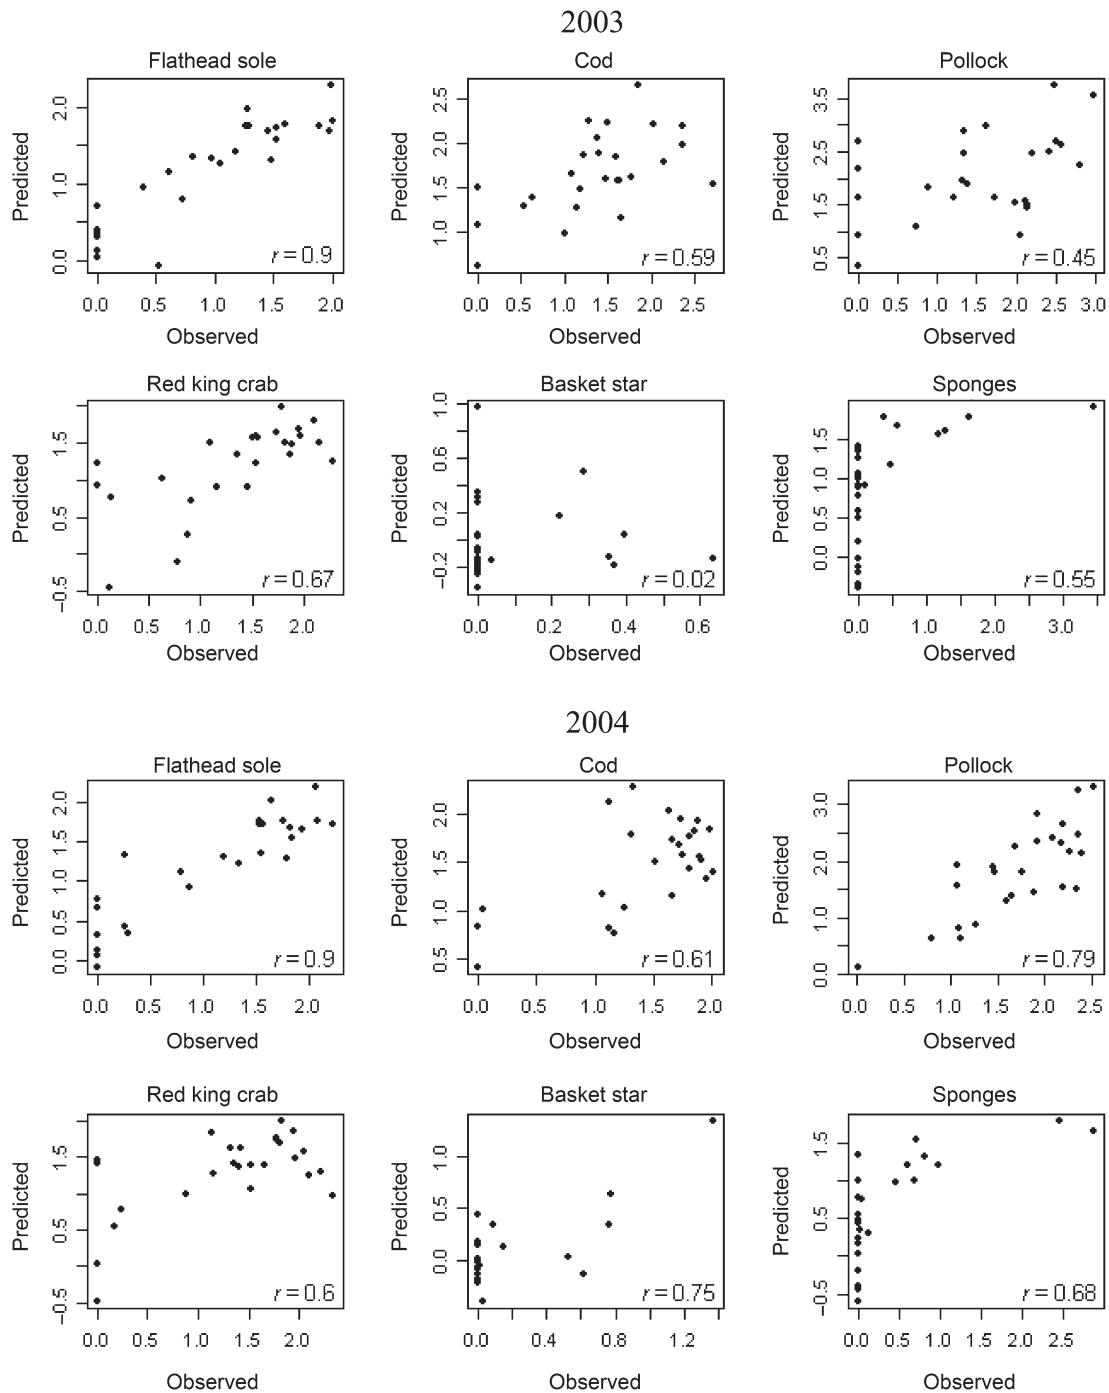 2003
Flathead sole
Cod
Pollock
Predicted
2.0
1.0
0.0
r = 0.9
0.0 0.5 1.0 1.5 2.0
Observed
Predicted
2.5
2.0
1.5
1.0
r = 0.59
0.0 0.5 1.0 1.5 2.0 2.5
Observed
Predicted
3.5
2.5
1.5
0.5
r = 0.45
0.0 0.5 1.0 1.5 2.0 2.5 3.0
Observed
Red king crab
Basket star
Sponges
Predicted
1.5
0.5
−0.5
r = 0.67
0.0 0.5 1.0 1.5 2.0
Observed
Predicted
1.0
0.6
0.2
−0.2
r = 0.02
0.0 0.2 0.4 0.6
Observed
Predicted
1.5
1.0
0.5
0.0
r = 0.55
0.0 1.0 2.0 3.0
Observed
2004
Flathead sole
Cod
Pollock
Predicted
2.0
1.5
1.0
0.5
0.0
r = 0.9
0.0 0.5 1.0 1.5 2.0
Observed
Predicted
2.0
1.5
1.0
0.5
r = 0.61
0.0 0.5 1.0 1.5 2.0
Observed
Predicted
3.0
2.0
1.0
0.0
r = 0.79
0.0 0.5 1.0 1.5 2.0 2.5
Observed
Red king crab
Basket star
Sponges
Predicted
1.5
0.5
−0.5
r = 0.6
0.0 0.5 1.0 1.5 2.0
Observed
Predicted
1.0
0.5
0.0
r = 0.75
0.0 0.4 0.8 1.2
Observed
Predicted
1.5
0.5
−0.5
r = 0.68
0.0 0.5 1.0 1.5 2.0 2.5
Observed